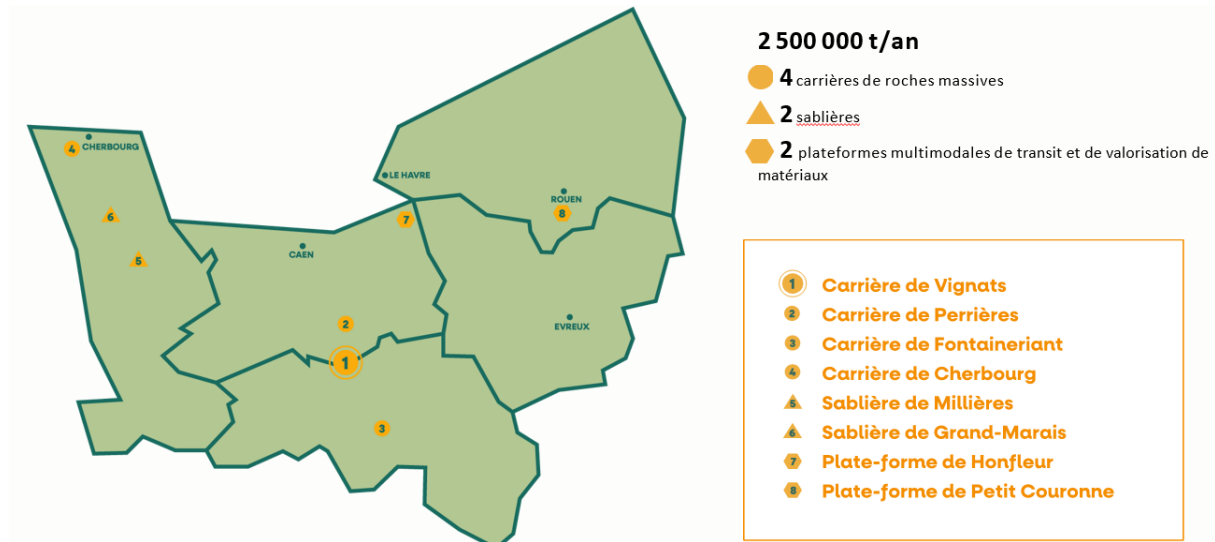 2 500 000 t/an
4 carrières de roches massives
2 sablières
2 plateformes multimodales de transit et de valorisation de
matériaux
4 CHERBOURG
LE HAVRE
ROUEN
8
7
6
CAEN
5
2
EVREUX
1
3
1 Carrière de Vignats
2 Carrière de Perrières
3 Carrière de Fontaineriant
4 Carrière de Cherbourg
5 Sablière de Millières
6 Sablière de Grand-Marais
7 Plate-forme de Honfleur
8 Plate-forme de Petit Couronne